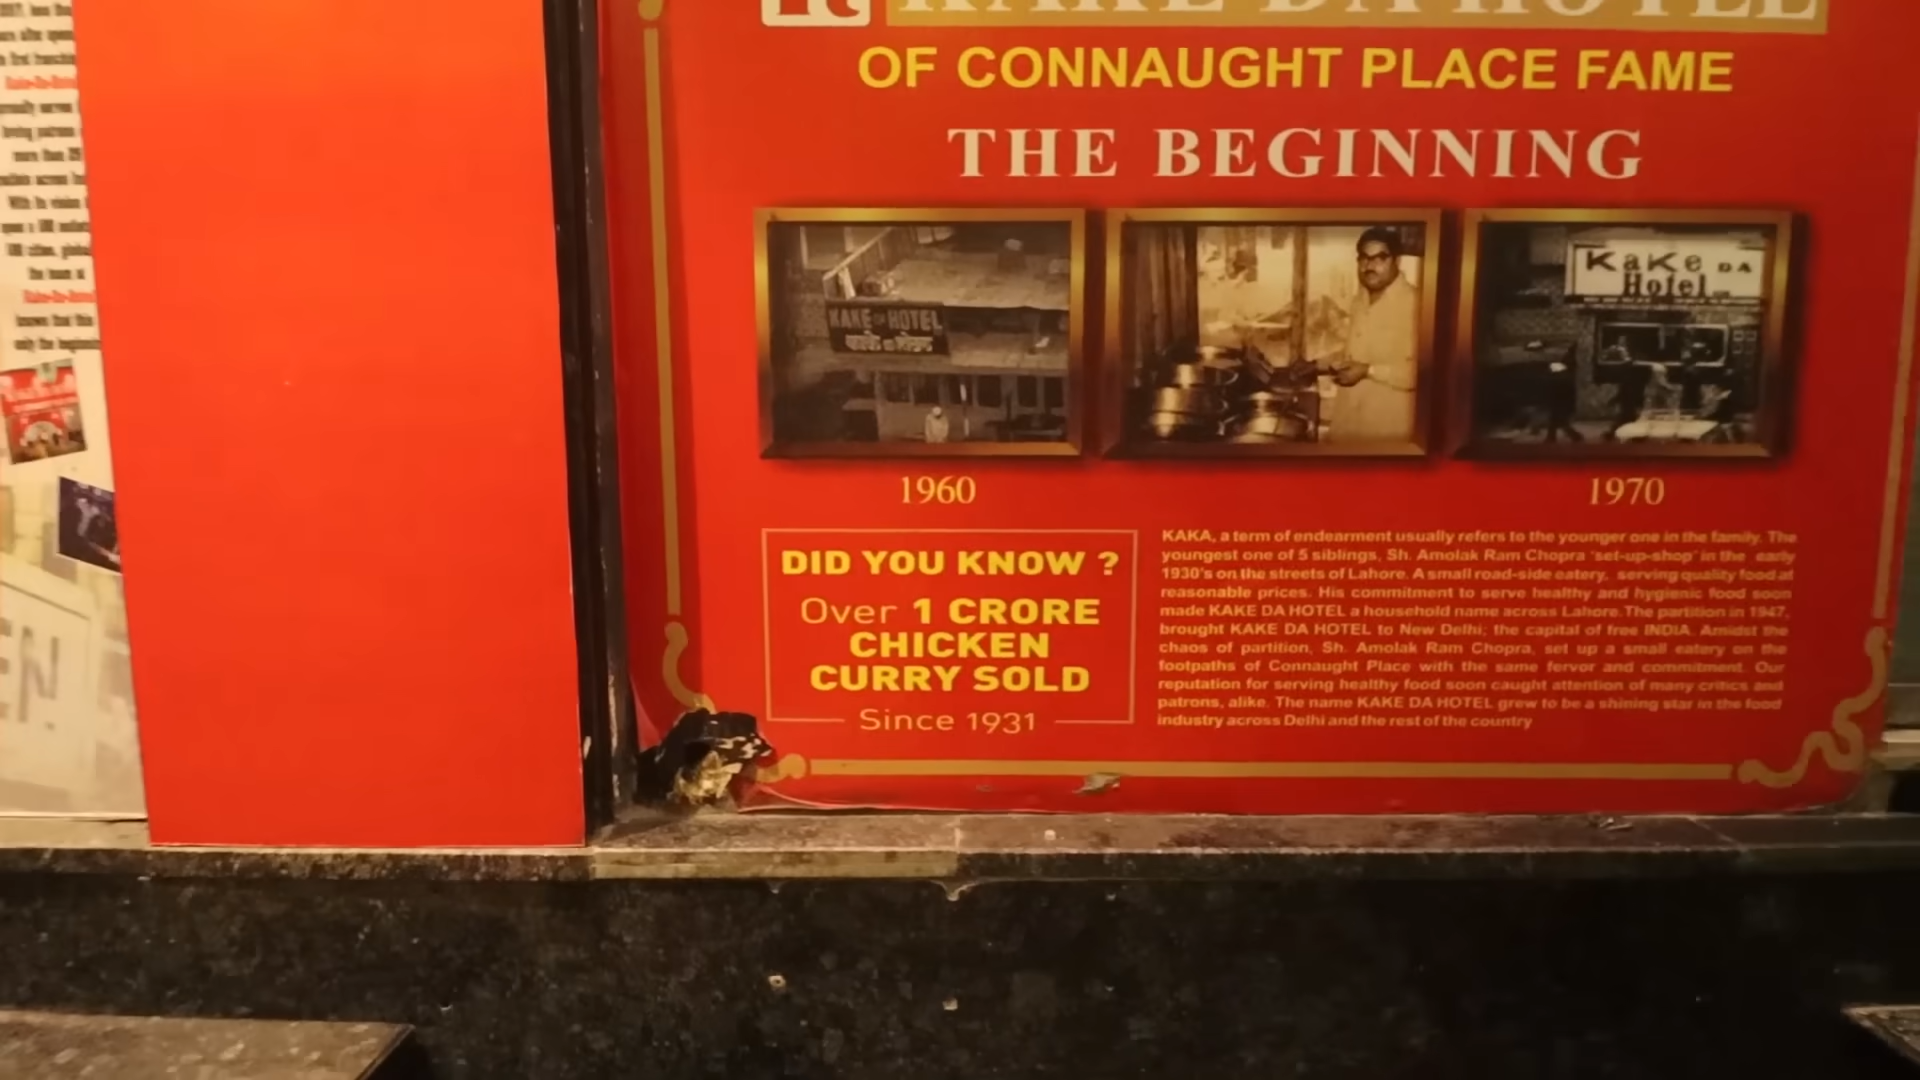 KAKE DA HOTEL
OF CONNAUGHT PLACE FAME
THE BEGINNING
KAKE DA HOTEL
KaKe DA
Hotel
1960
1970
DID YOU KNOW ?
Over 1 CRORE
CHICKEN
CURRY SOLD
Since 1931
KAKA, a term of endearment usually refers to the younger one in the family. The
youngest one of 5 siblings, Sh. Amolak Ram Chopra 'set-up-shop' in the early
1930's on the streets of Lahore. A small road-side eatery, serving quality food at
reasonable prices. His commitment to serve healthy and hygienic food soon
made KAKE DA HOTEL a household name across Lahore. The partition in 1947,
brought KAKE DA HOTEL to New Delhi; the capital of free INDIA. Amidst the
chaos of partition, Sh. Amolak Ram Chopra, set up a small eatery on the
footpaths of Connaught Place with the same fervor and commitment. Our
reputation for serving healthy food soon caught attention of many critics and
patrons, alike. The name KAKE DA HOTEL grew to be a shining star in the food
industry across Delhi and the rest of the country